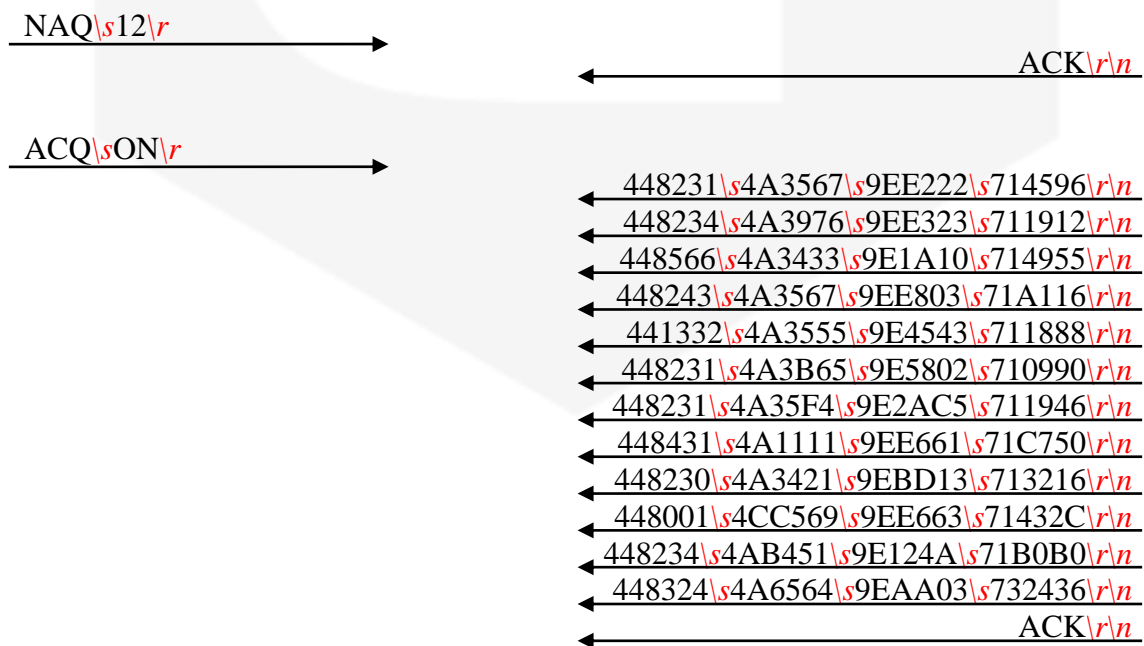 NAQ\s12\r
ACK\r\n
ACQ\sON\r
448231\s4A3567\s9EE222\s714596\r\n
448234\s4A3976\s9EE323\s711912\r\n
448566\s4A3433\s9E1A10\s714955\r\n
448243\s4A3567\s9EE803\s71A116\r\n
441332\s4A3555\s9E4543\s711888\r\n
448231\s4A3B65\s9E5802\s710990\r\n
448231\s4A35F4\s9E2AC5\s711946\r\n
448431\s4A1111\s9EE661\s71C750\r\n
448230\s4A3421\s9EBD13\s713216\r\n
448001\s4CC569\s9EE663\s71432C\r\n
448234\s4AB451\s9E124A\s71B0B0\r\n
448324\s4A6564\s9EAA03\s732436\r\n
ACK\r\n